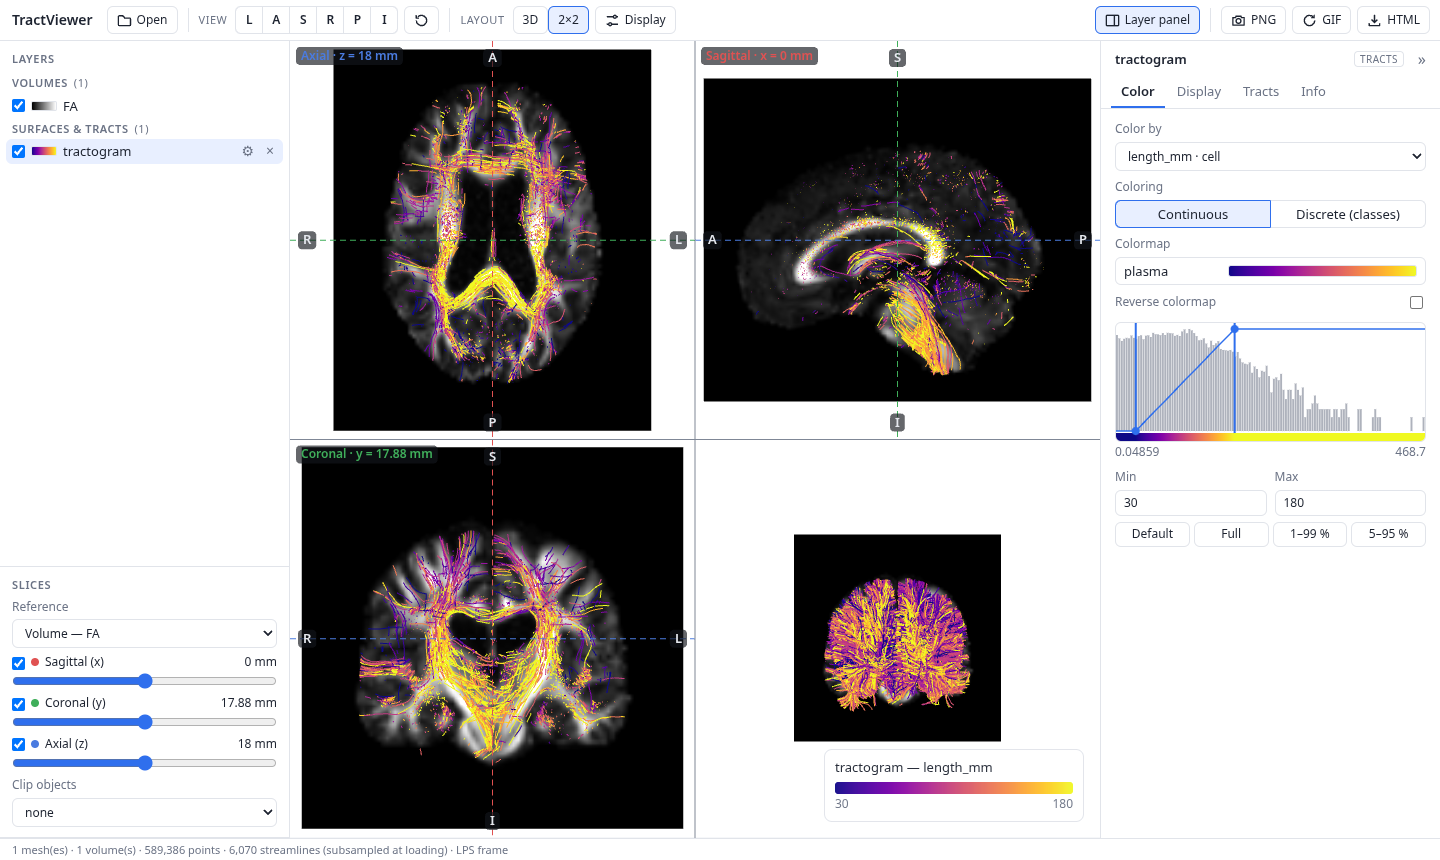 TractViewer
Open
VIEW
L A S R P I
LAYOUT
3D
2×2
Display
Layer panel
PNG
GIF
HTML
LAYERS
VOLUMES (1)
FA
SURFACES & TRACTS (1)
tractogram
SLICES
Reference
Volume — FA
Sagittal (x) 0 mm
Coronal (y) 17.88 mm
Axial (z) 18 mm
Clip objects
none
Axial · z = 18 mm
A
R
L
P
Sagittal · x = 0 mm
S
A
P
I
Coronal · y = 17.88 mm
S
R
L
I
tractogram — length_mm
30 180
tractogram
TRACTS
»
Color Display Tracts Info
Color by
length_mm · cell
Coloring
Continuous
Discrete (classes)
Colormap
plasma
Reverse colormap
0.04859 468.7
Min Max
30 180
Default Full 1–99 % 5–95 %
1 mesh(es) · 1 volume(s) · 589,386 points · 6,070 streamlines (subsampled at loading) · LPS frame